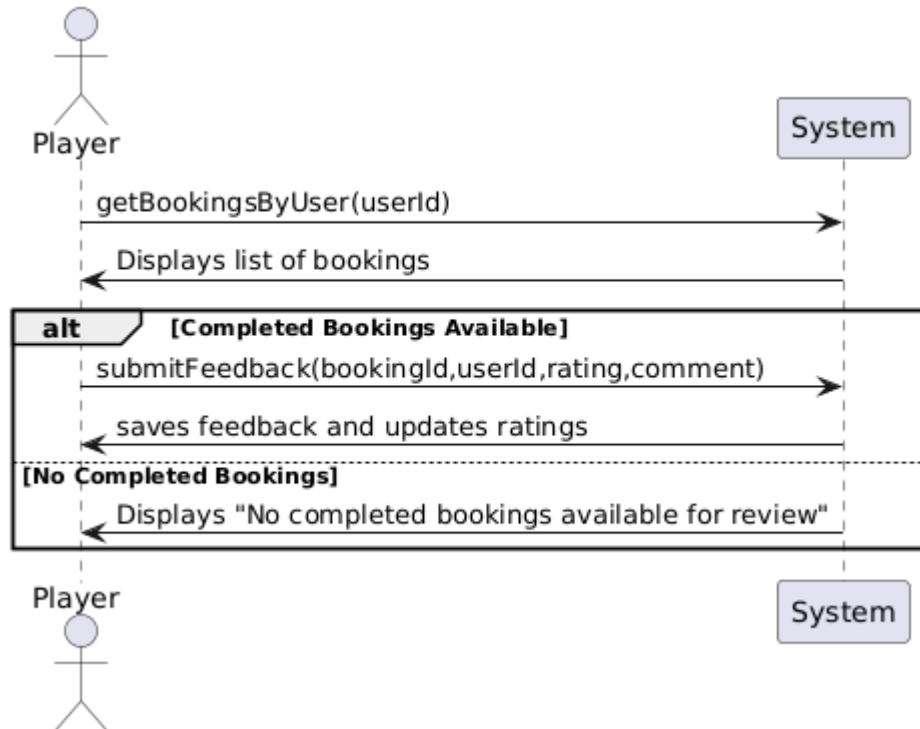 Player
System
getBookingsByUser(userId)
Displays list of bookings
alt [Completed Bookings Available]
submitFeedback(bookingId,userId,rating,comment)
saves feedback and updates ratings
[No Completed Bookings]
Displays "No completed bookings available for review"
Player
System